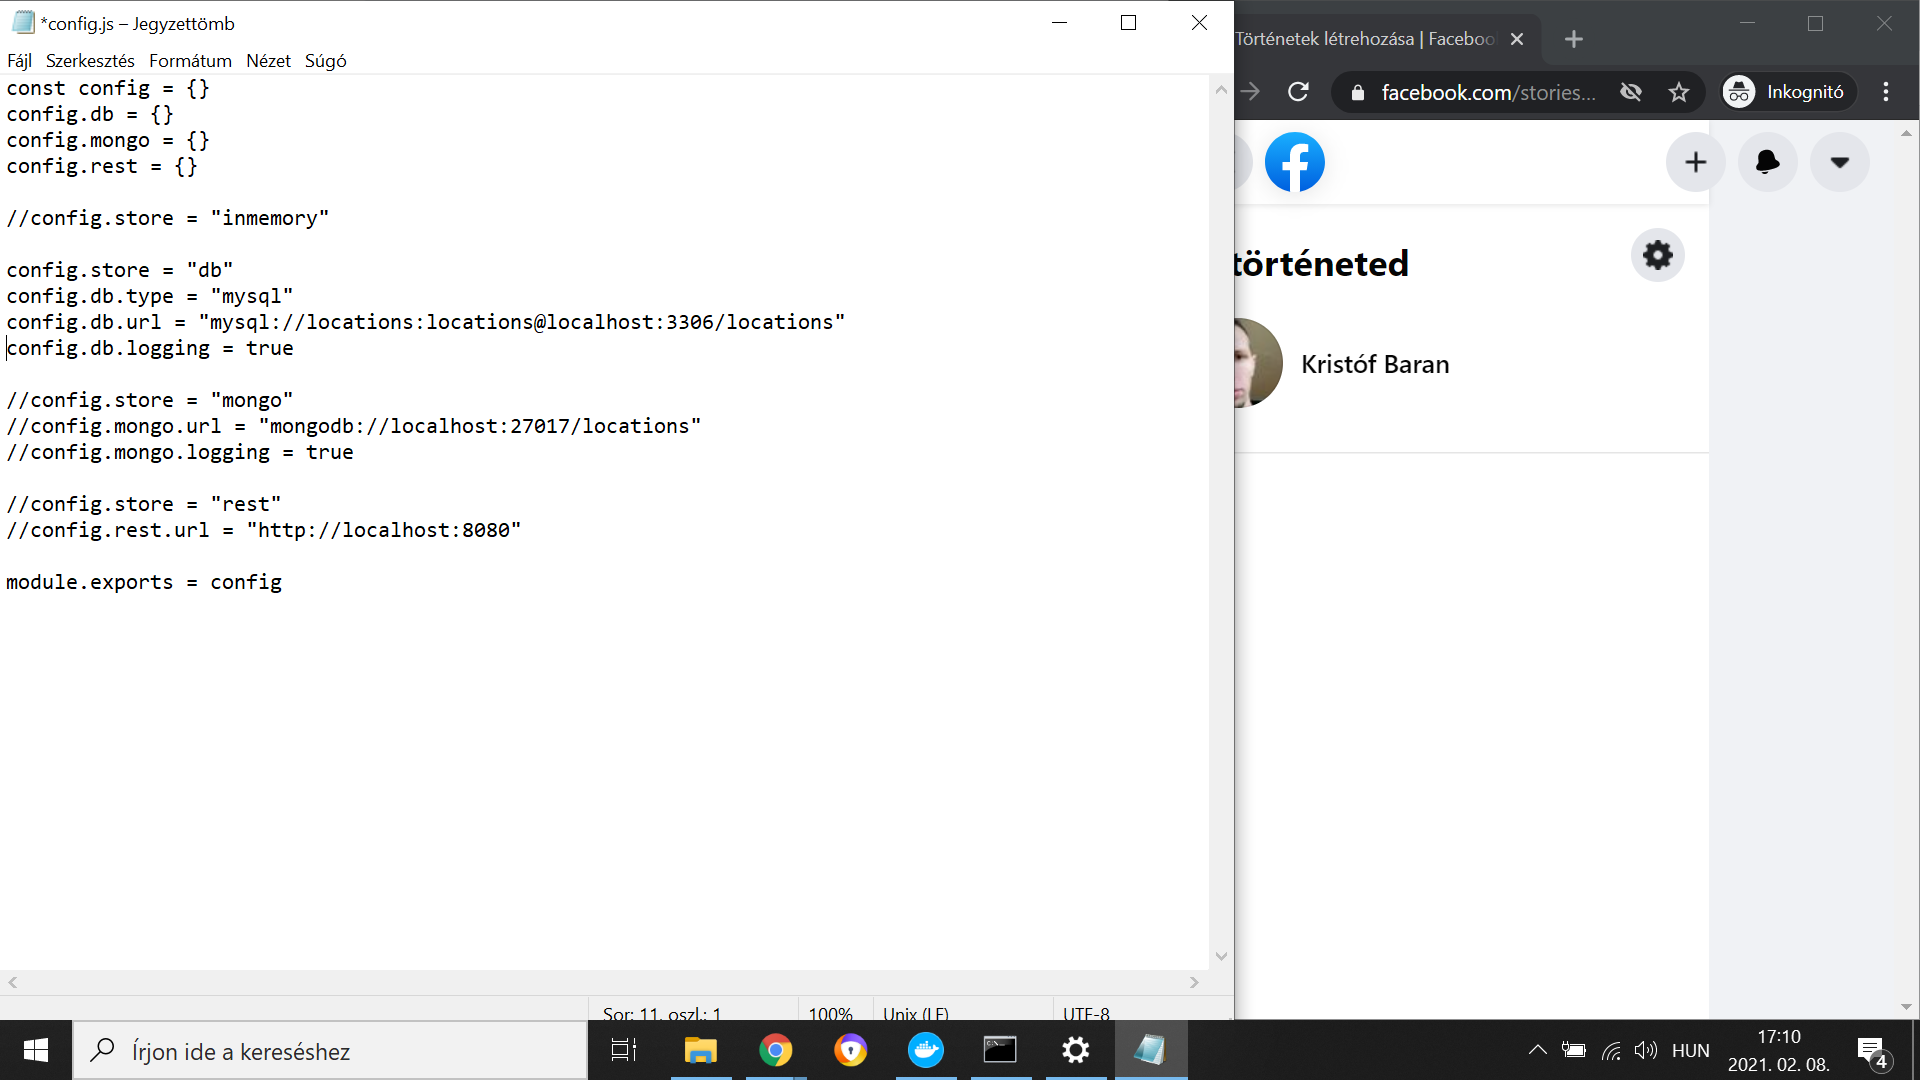 *config.js – Jegyzettömb
Fájl Szerkesztés Formátum Nézet Súgó
const config = {}
config.db = {}
config.mongo = {}
config.rest = {}
//config.store = "inmemory"
config.store = "db"
config.db.type = "mysql"
config.db.url = "mysql://locations:locations@localhost:3306/locations"
config.db.logging = true
//config.store = "mongo"
//config.mongo.url = "mongodb://localhost:27017/locations"
//config.mongo.logging = true
//config.store = "rest"
//config.rest.url = "http://localhost:8080"
module.exports = config
Sor: 11, oszl.: 1 100% Unix (LF) UTF-8
Történetek létrehozása | Faceboo
facebook.com/stories... Inkognitó
történeted
Kristóf Baran
Írjon ide a kereséshez
HUN
17:10
2021. 02. 08.
4